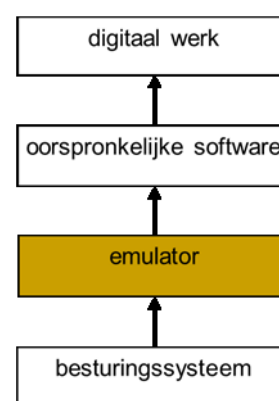 digitaal werk
oorspronkelijke software
emulator
besturingssysteem